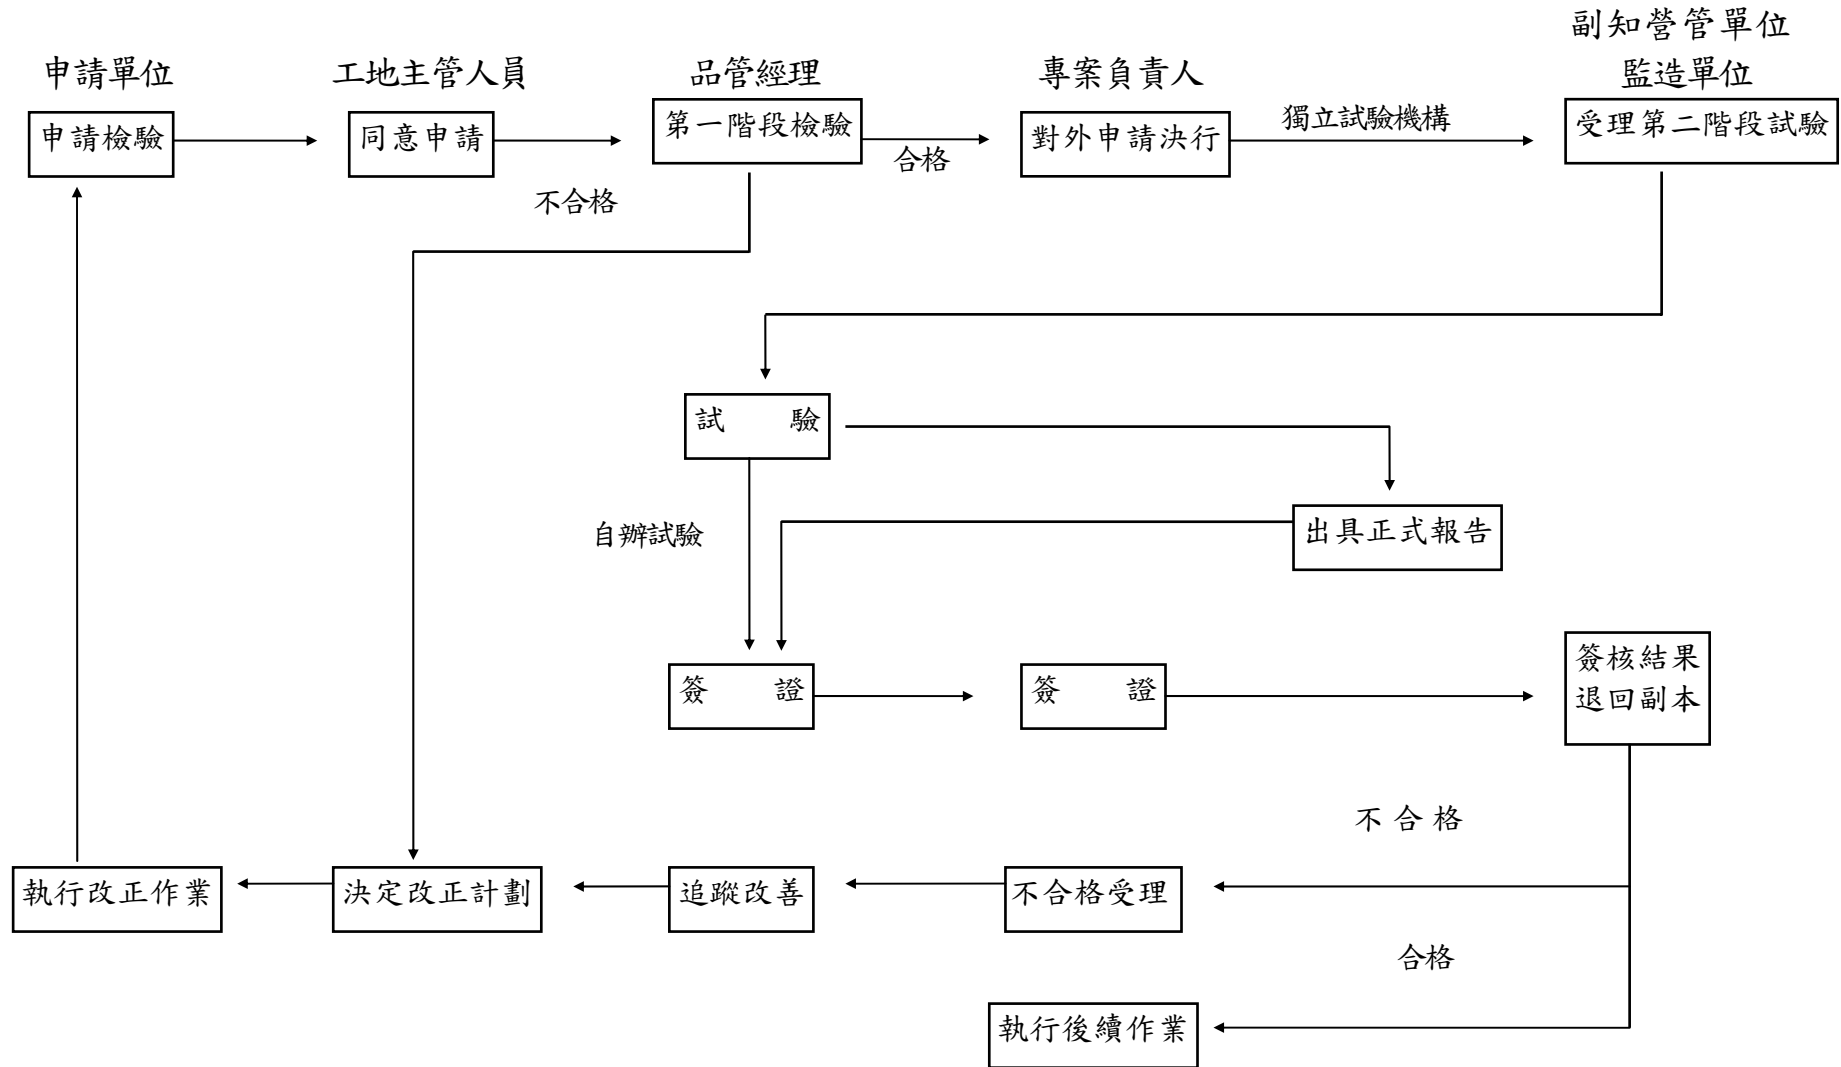 副知營管單位
申請單位
工地主管人員
品管經理
專案負責人
監造單位
申請檢驗
同意申請
第一階段檢驗
合格
對外申請決行
獨立試驗機構
受理第二階段試驗
不合格
試 驗
自辦試驗
出具正式報告
簽 證
簽 證
簽核結果
退回副本
不合格
執行改正作業
決定改正計劃
追蹤改善
不合格受理
合格
執行後續作業